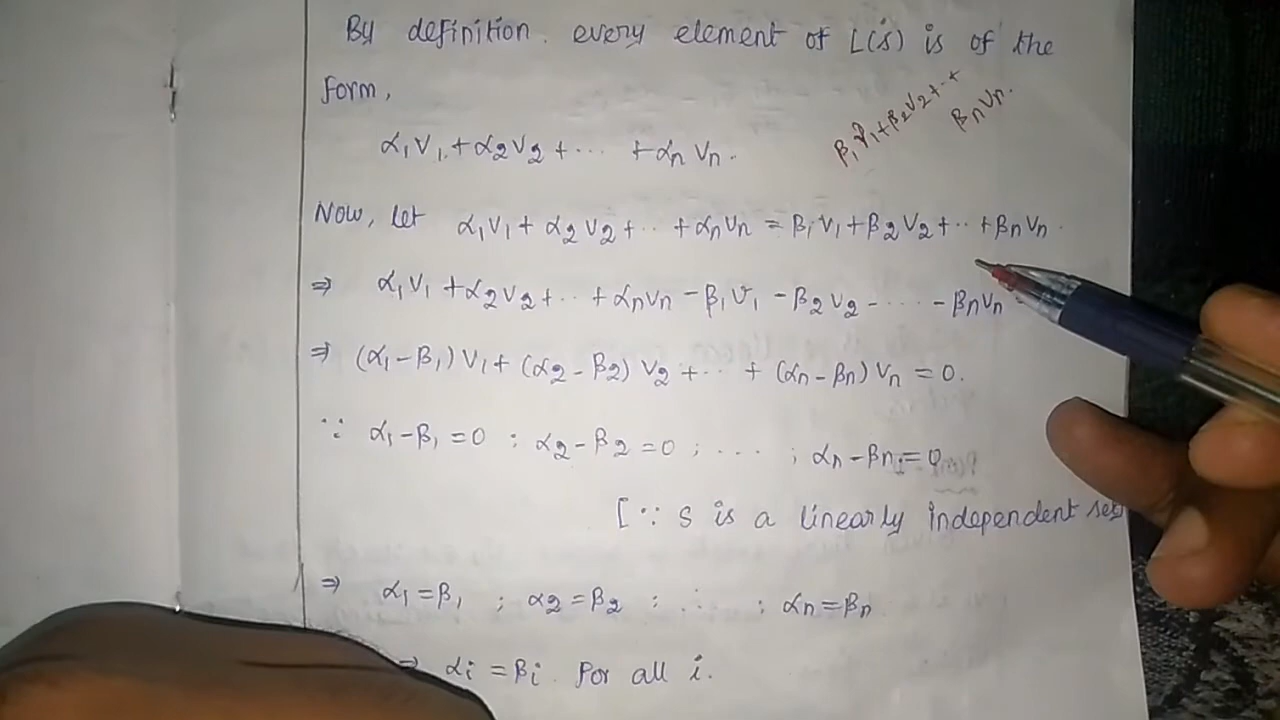 By definition. every element of L(S) is of the
form,
β₁v₁+β₂v₂+..+
βₙvₙ.
α₁v₁+α₂v₂+... +αₙvₙ.
Now, let α₁v₁+α₂v₂+.. +αₙvₙ = β₁v₁+β₂v₂+..+βₙvₙ.
⇒ α₁v₁+α₂v₂+..+αₙvₙ-β₁v₁-β₂v₂-.....-βₙvₙ
⇒ (α₁-β₁)v₁+(α₂-β₂)v₂+..+(αₙ-βₙ)vₙ=0.
∵ α₁-β₁=0 ; α₂-β₂=0 ; .... ; αₙ-βₙ=0
[∵ S is a linearly independent set
⇒ α₁=β₁ ; α₂=β₂ : ... ; αₙ=βₙ
⇒ αᵢ=βᵢ for all i.